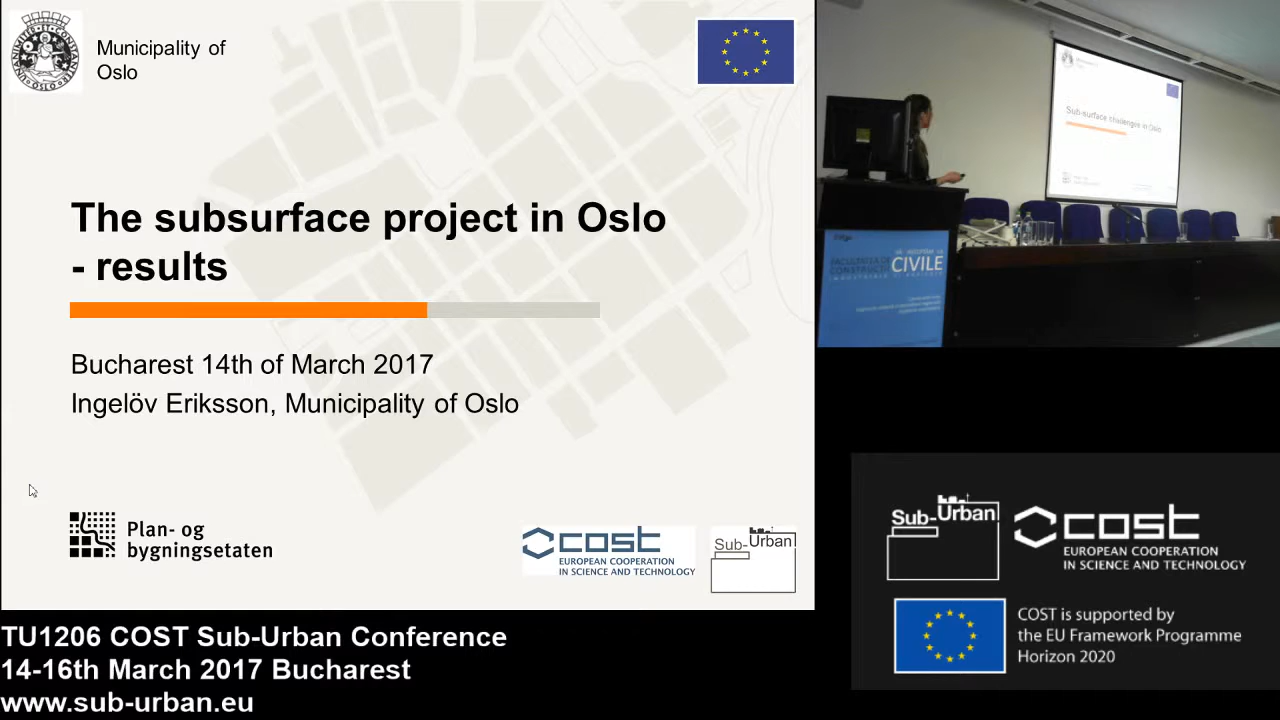 Municipality of
Oslo
The subsurface project in Oslo
- results
Bucharest 14th of March 2017
Ingelöv Eriksson, Municipality of Oslo
Plan- og
bygningsetaten
cost
EUROPEAN COOPERATION
IN SCIENCE AND TECHNOLOGY
Sub-Urban
Sub-surface challenges in Oslo
FACULTATEA DE
CONSTRUCȚII
CIVILE
Sub-Urban
cost
EUROPEAN COOPERATION
IN SCIENCE AND TECHNOLOGY
COST is supported by
the EU Framework Programme
Horizon 2020
TU1206 COST Sub-Urban Conference
14-16th March 2017 Bucharest
www.sub-urban.eu